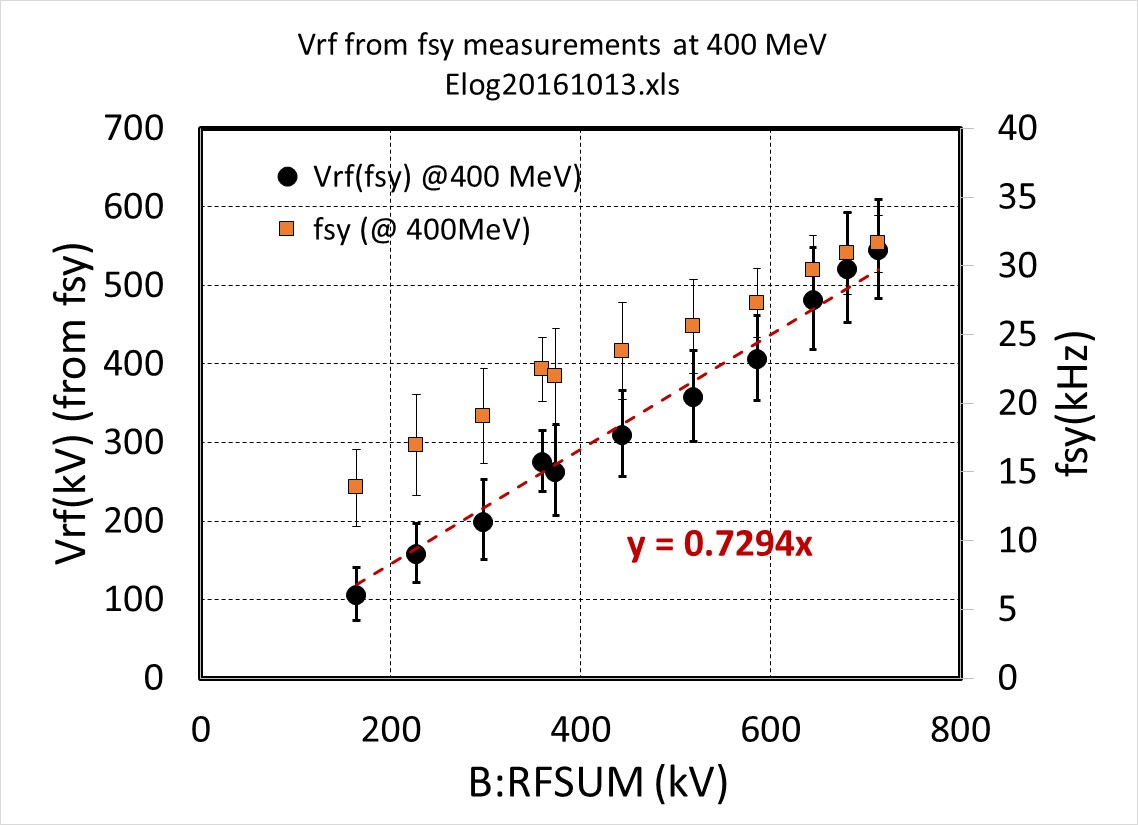 Vrf from fsy measurements at 400 MeV
Elog20161013.xls
700
600
500
400
300
200
100
0
Vrf(kV) (from fsy)
Vrf(fsy) @400 MeV)
fsy (@ 400MeV)
y = 0.7294x
40
35
30
25
20
15
10
5
0
fsy(kHz)
0
200
400
600
800
B:RFSUM (kV)